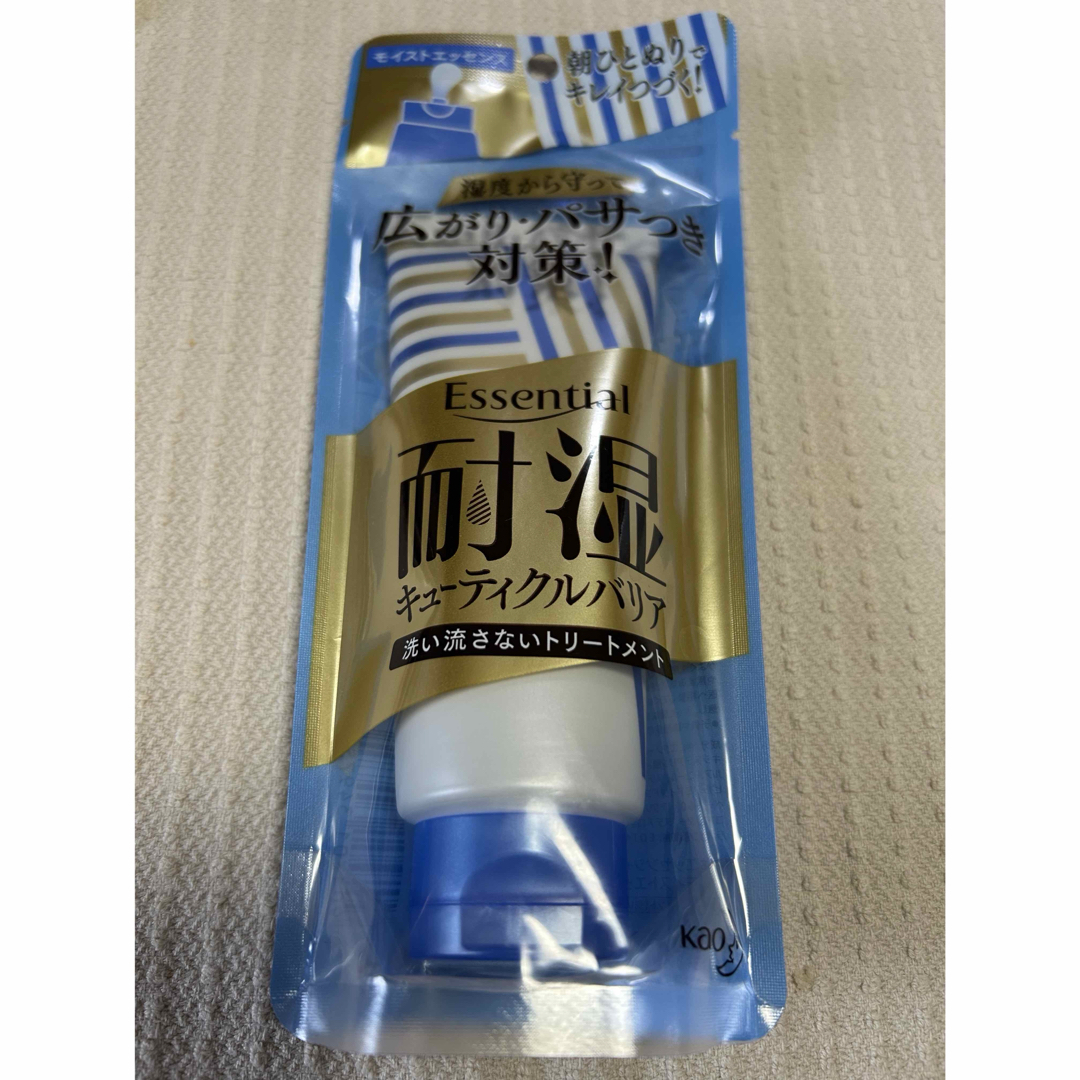 モイストエッセンス
朝ひとぬりで
キレイつづく!
湿度から守って
広がり・パサつき
対策!
Essential
耐湿
キューティクルバリア
洗い流さないトリートメント
Kao